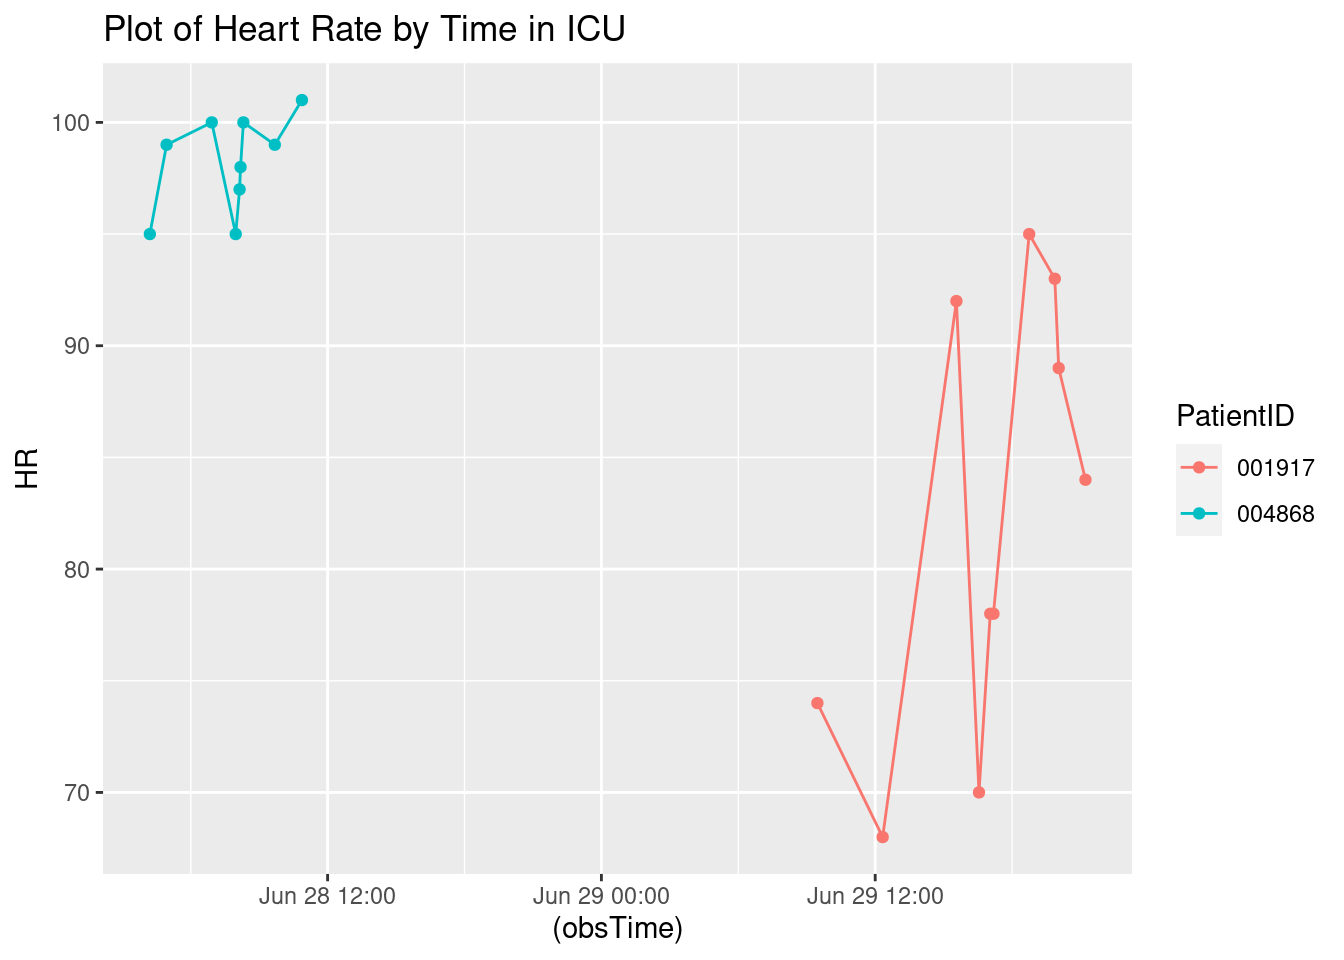 Plot of Heart Rate by Time in ICU
100
90
80
70
HR
Jun 28 12:00
Jun 29 00:00
Jun 29 12:00
(obsTime)
PatientID
001917
004868